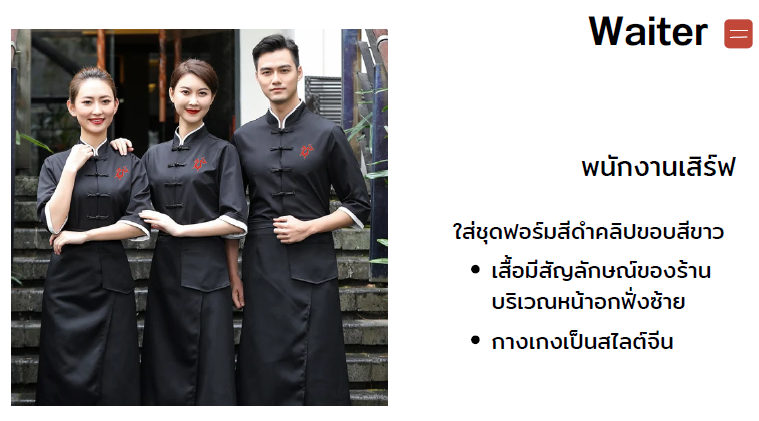 Waiter
พนักงานเสิร์ฟ
ใส่ชุดฟอร์มสีดำคลิปขอบสีขาว
เสื้อมีสัญลักษณ์ของร้าน
บริเวณหน้าอกฟั่งซ้าย
กางเกงเป็นสไลต์จีน